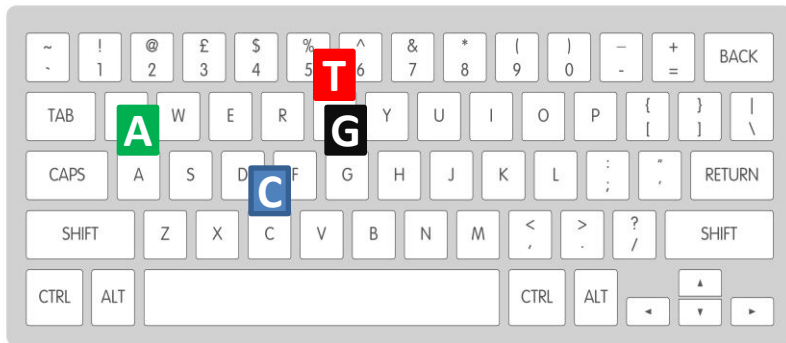 ~ ! @ £ $ % ^ & * ( ) — +
` 1 2 3 4 5 6 7 8 9 0 - = BACK
T
TAB W E R Y U I O P { } |
[ ] \
A G
CAPS A S D F G H J K L : " RETURN
; '
C
SHIFT Z X C V B N M < > ? SHIFT
, . /
CTRL ALT CTRL ALT